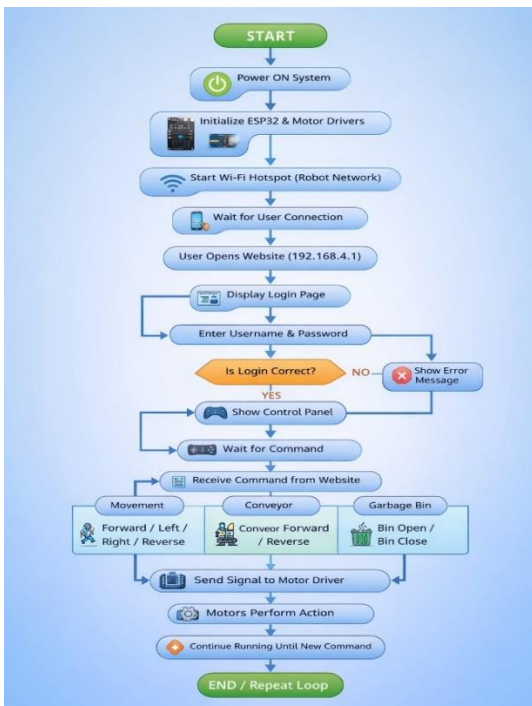 START
Power ON System
Initialize ESP32 & Motor Drivers
Start Wi-Fi Hotspot (Robot Network)
Wait for User Connection
User Opens Website (192.168.4.1)
Display Login Page
Enter Username & Password
Is Login Correct?
NO
Show Error
Message
YES
Show Control Panel
Wait for Command
Receive Command from Website
Movement
Forward / Left /
Right / Reverse
Conveyor
Conveor Forward
/ Reverse
Garbage Bin
Bin Open /
Bin Close
Send Signal to Motor Driver
Motors Perform Action
Continue Running Until New Command
END / Repeat Loop